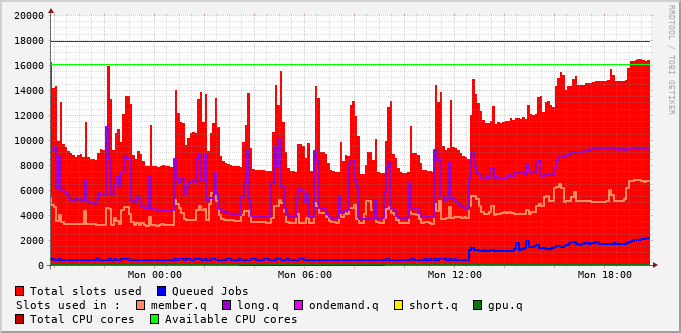 20000
18000
16000
14000
12000
10000
8000
6000
4000
2000
0
Mon 00:00 Mon 06:00 Mon 12:00 Mon 18:00
RRDTOOL / TOBI OETIKER
Total slots used Queued Jobs
Slots used in : member.q long.q ondemand.q short.q gpu.q
Total CPU cores Available CPU cores